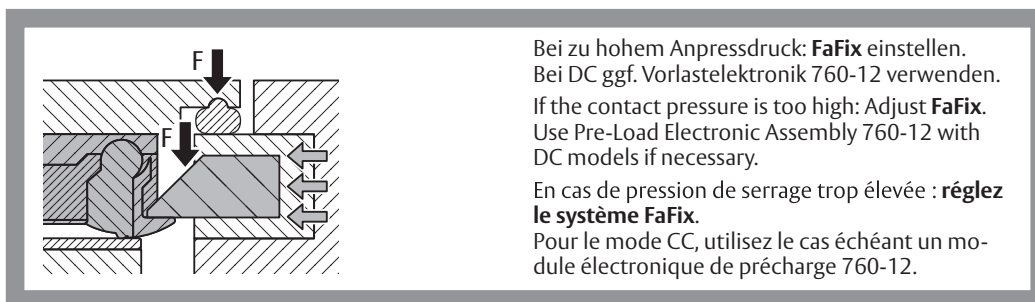 F
F
Bei zu hohem Anpressdruck: FaFix einstellen.
Bei DC ggf. Vorlastelektronik 760-12 verwenden.
If the contact pressure is too high: Adjust FaFix.
Use Pre-Load Electronic Assembly 760-12 with
DC models if necessary.
En cas de pression de serrage trop élevée : réglez
le système FaFix.
Pour le mode CC, utilisez le cas échéant un mo-
dule électronique de précharge 760-12.